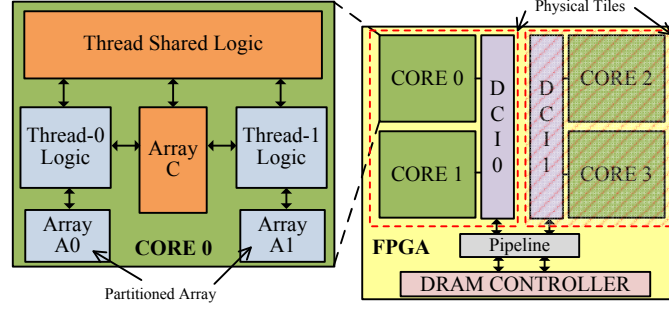 Physical Tiles
Thread Shared Logic
Thread-0
Logic
Array
C
Thread-1
Logic
Array
A0
CORE 0
Array
A1
Partitioned Array
CORE 0
CORE 1
D
C
I
0
D
C
I
1
CORE 2
CORE 3
FPGA
Pipeline
DRAM CONTROLLER